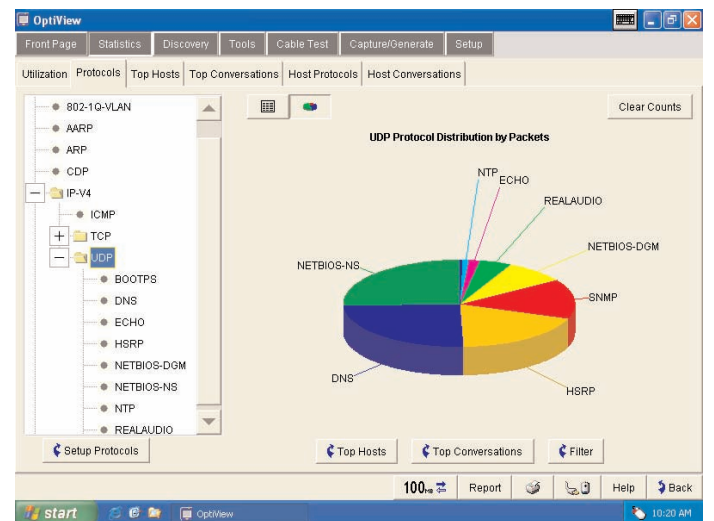 OptiView
Front Page Statistics Discovery Tools Cable Test Capture/Generate Setup
Utilization Protocols Top Hosts Top Conversations Host Protocols Host Conversations
802-1Q-VLAN
AARP
ARP
CDP
IP-V4
ICMP
TCP
UDP
BOOTPS
DNS
ECHO
HSRP
NETBIOS-DGM
NETBIOS-NS
NTP
REALAUDIO
Setup Protocols
Clear Counts
UDP Protocol Distribution by Packets
NTP
ECHO
REALAUDIO
NETBIOS-DGM
NETBIOS-NS
SNMP
DNS
HSRP
Top Hosts Top Conversations Filter
100MB Report Help Back
start OptiView 10:20 AM